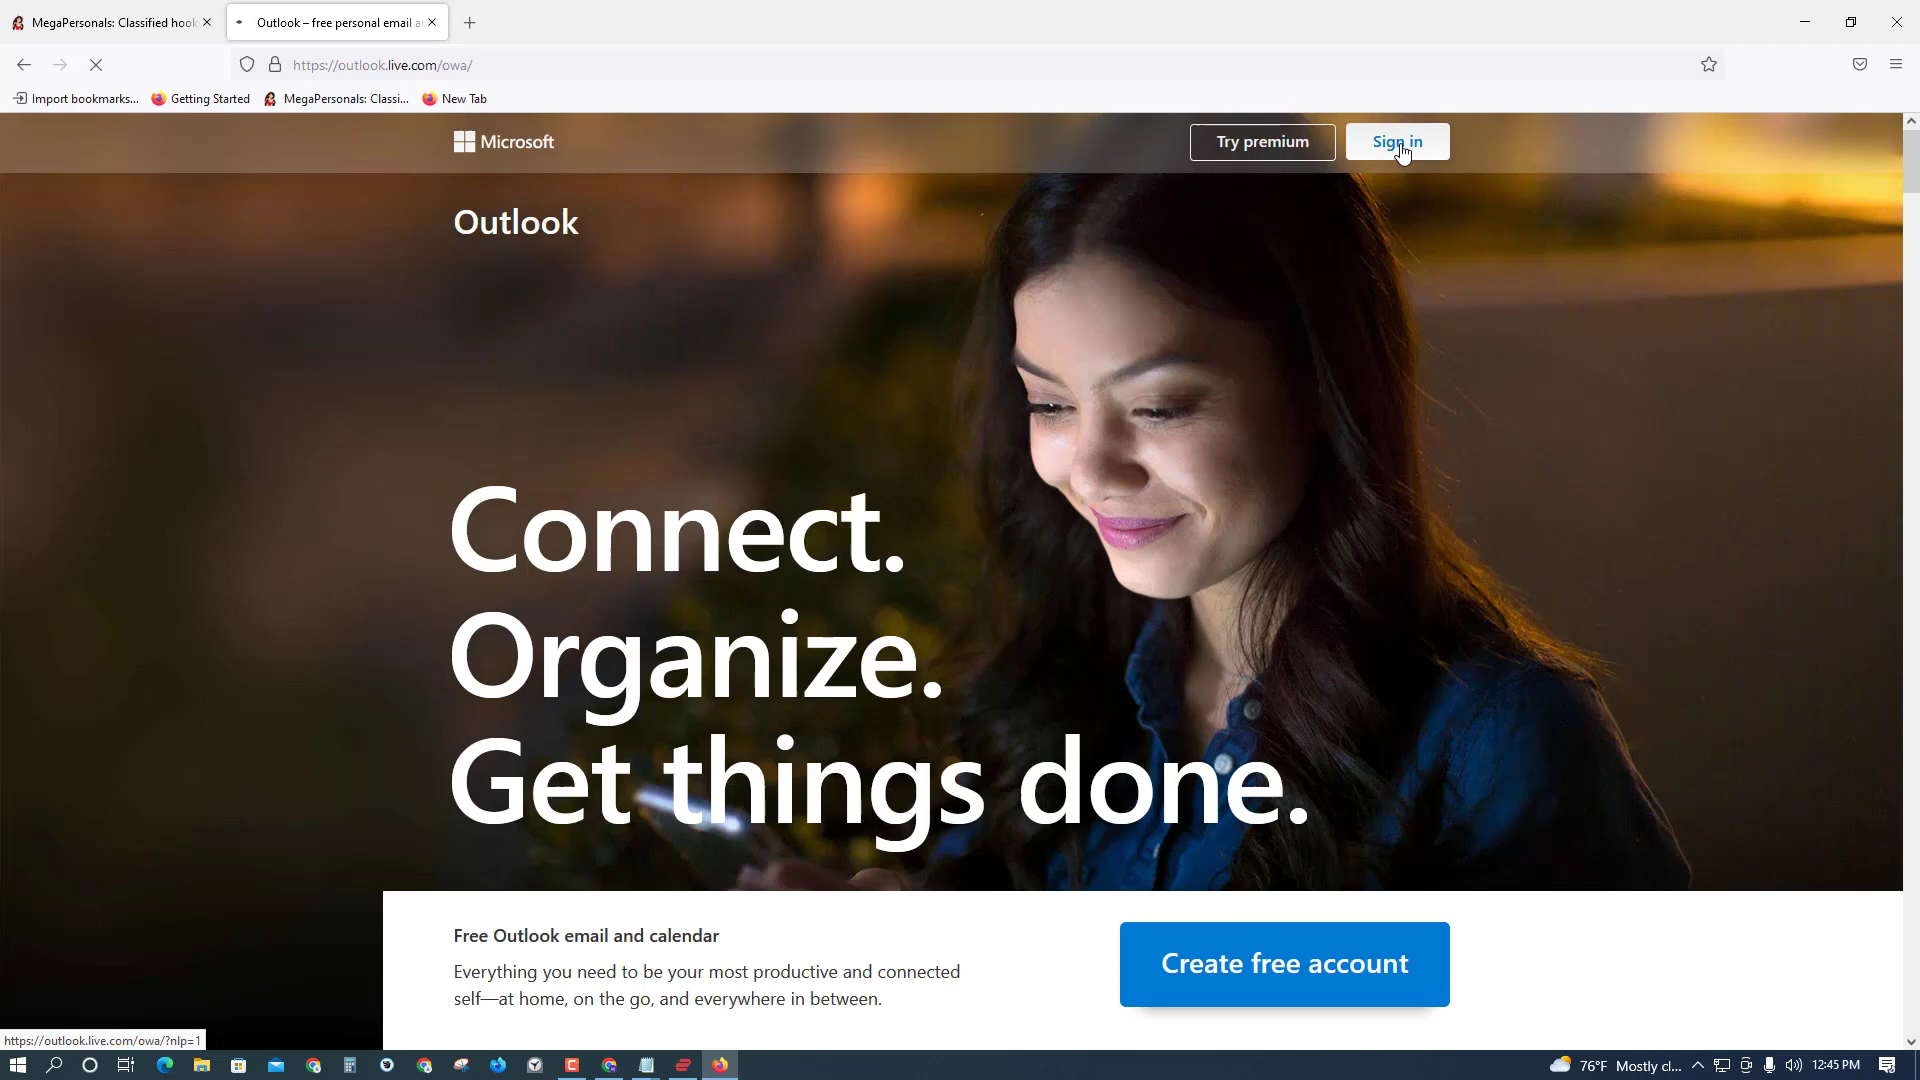 MegaPersonals: Classified hook
Outlook – free personal email a
https://outlook.live.com/owa/
Import bookmarks...
Getting Started
MegaPersonals: Classi...
New Tab
Microsoft
Try premium
Sign in
Outlook
Connect.
Organize.
Get things done.
Free Outlook email and calendar
Everything you need to be your most productive and connected
self—at home, on the go, and everywhere in between.
Create free account
https://outlook.live.com/owa/?nlp=1
76°F Mostly cl...
12:45 PM